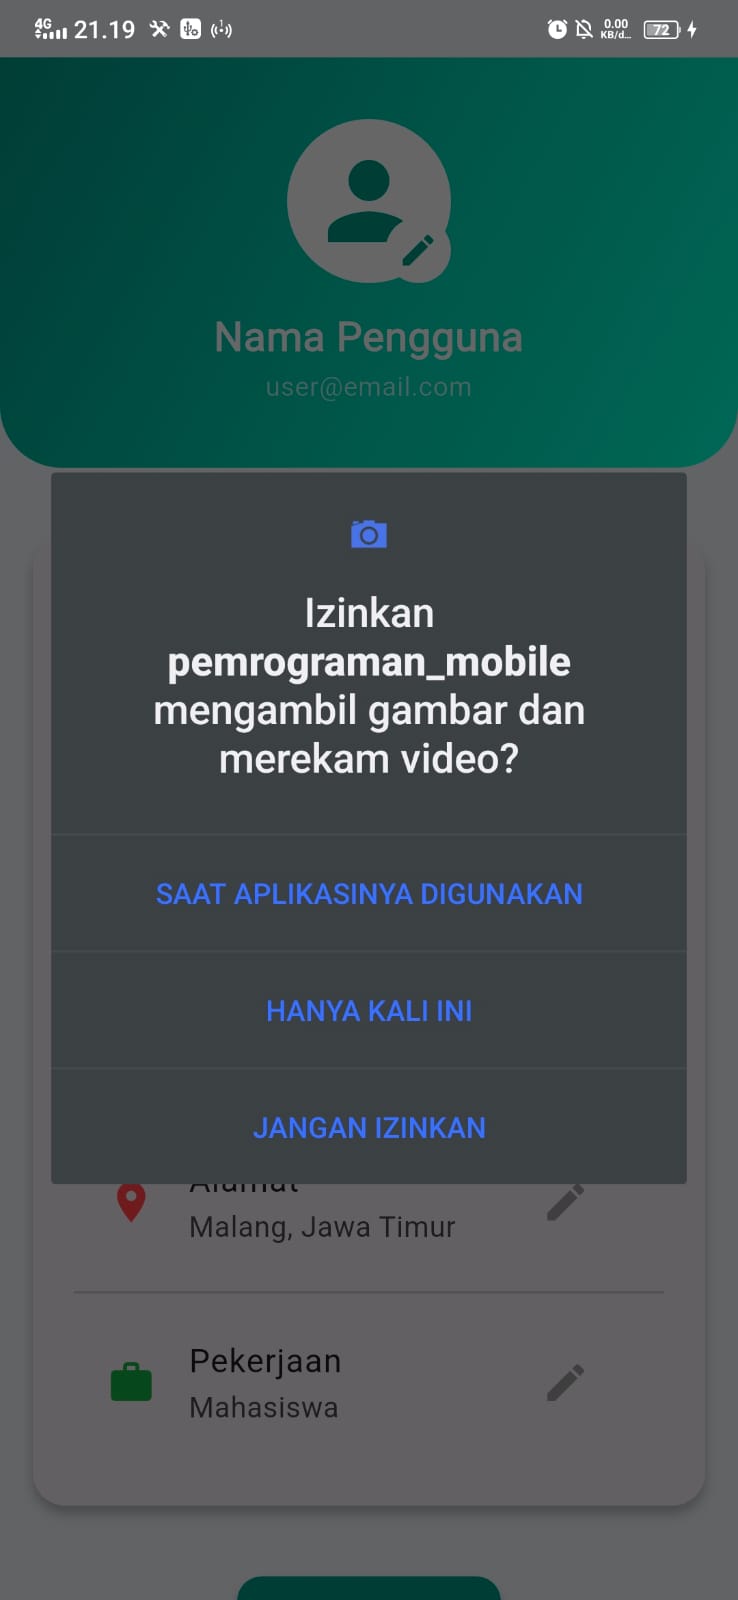 4G 21.19 0.00 KB/d... 72
Nama Pengguna
user@email.com
Izinkan
pemrograman_mobile
mengambil gambar dan
merekam video?
SAAT APLIKASINYA DIGUNAKAN
HANYA KALI INI
JANGAN IZINKAN
Alamat
Malang, Jawa Timur
Pekerjaan
Mahasiswa